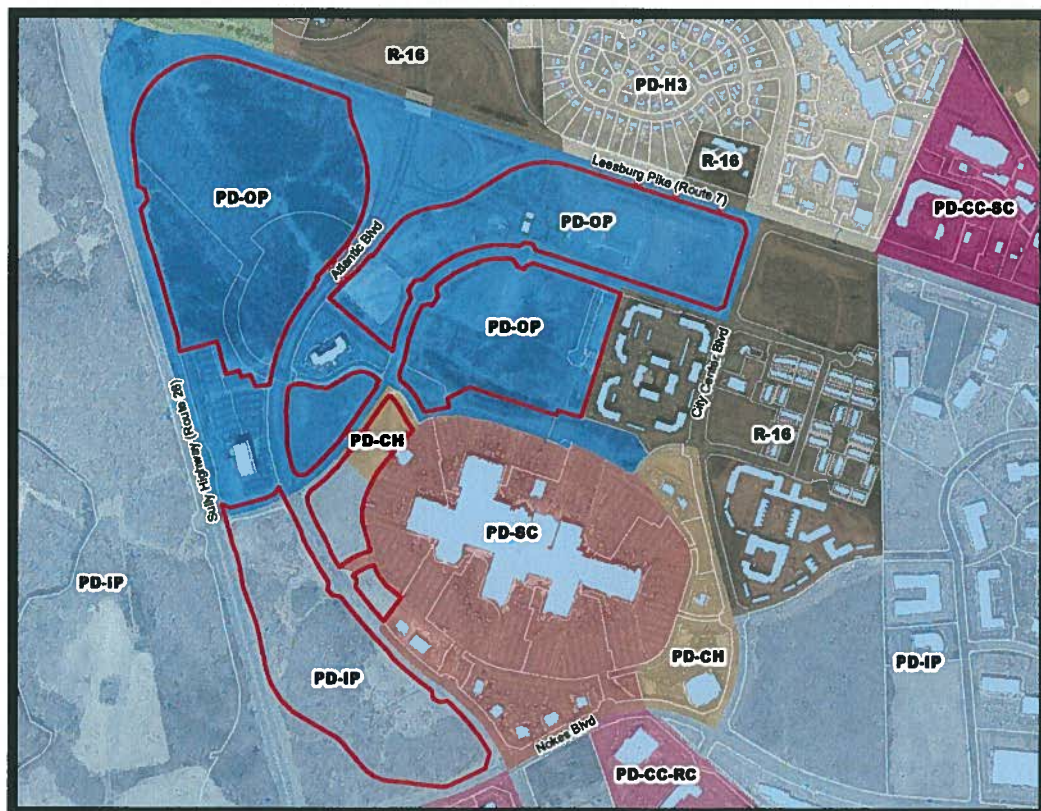 R-16
PD-H3
R-16
Leesburg Pike (Route 7)
PD-OP
PD-CC-SC
PD-OP
Atlantic Blvd
PD-OP
City Center Blvd
PD-CH
R-16
Sully Highway (Route 28)
PD-SC
PD-IP
PD-CH
PD-IP
PD-IP
Nokes Blvd
PD-CC-RC